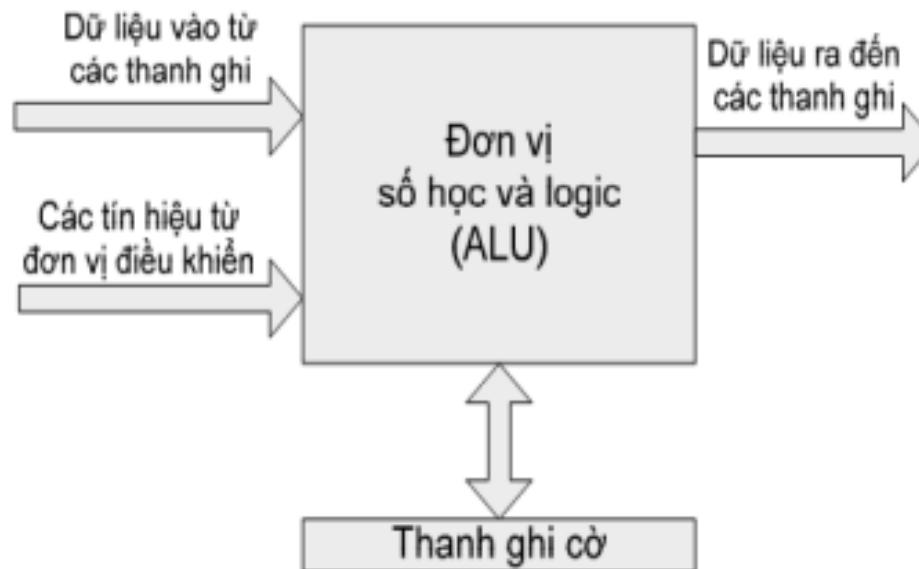 Dữ liệu vào từ
các thanh ghi
Các tín hiệu từ
đơn vị điều khiển
Đơn vị
số học và logic
(ALU)
Dữ liệu ra đến
các thanh ghi
Thanh ghi cờ